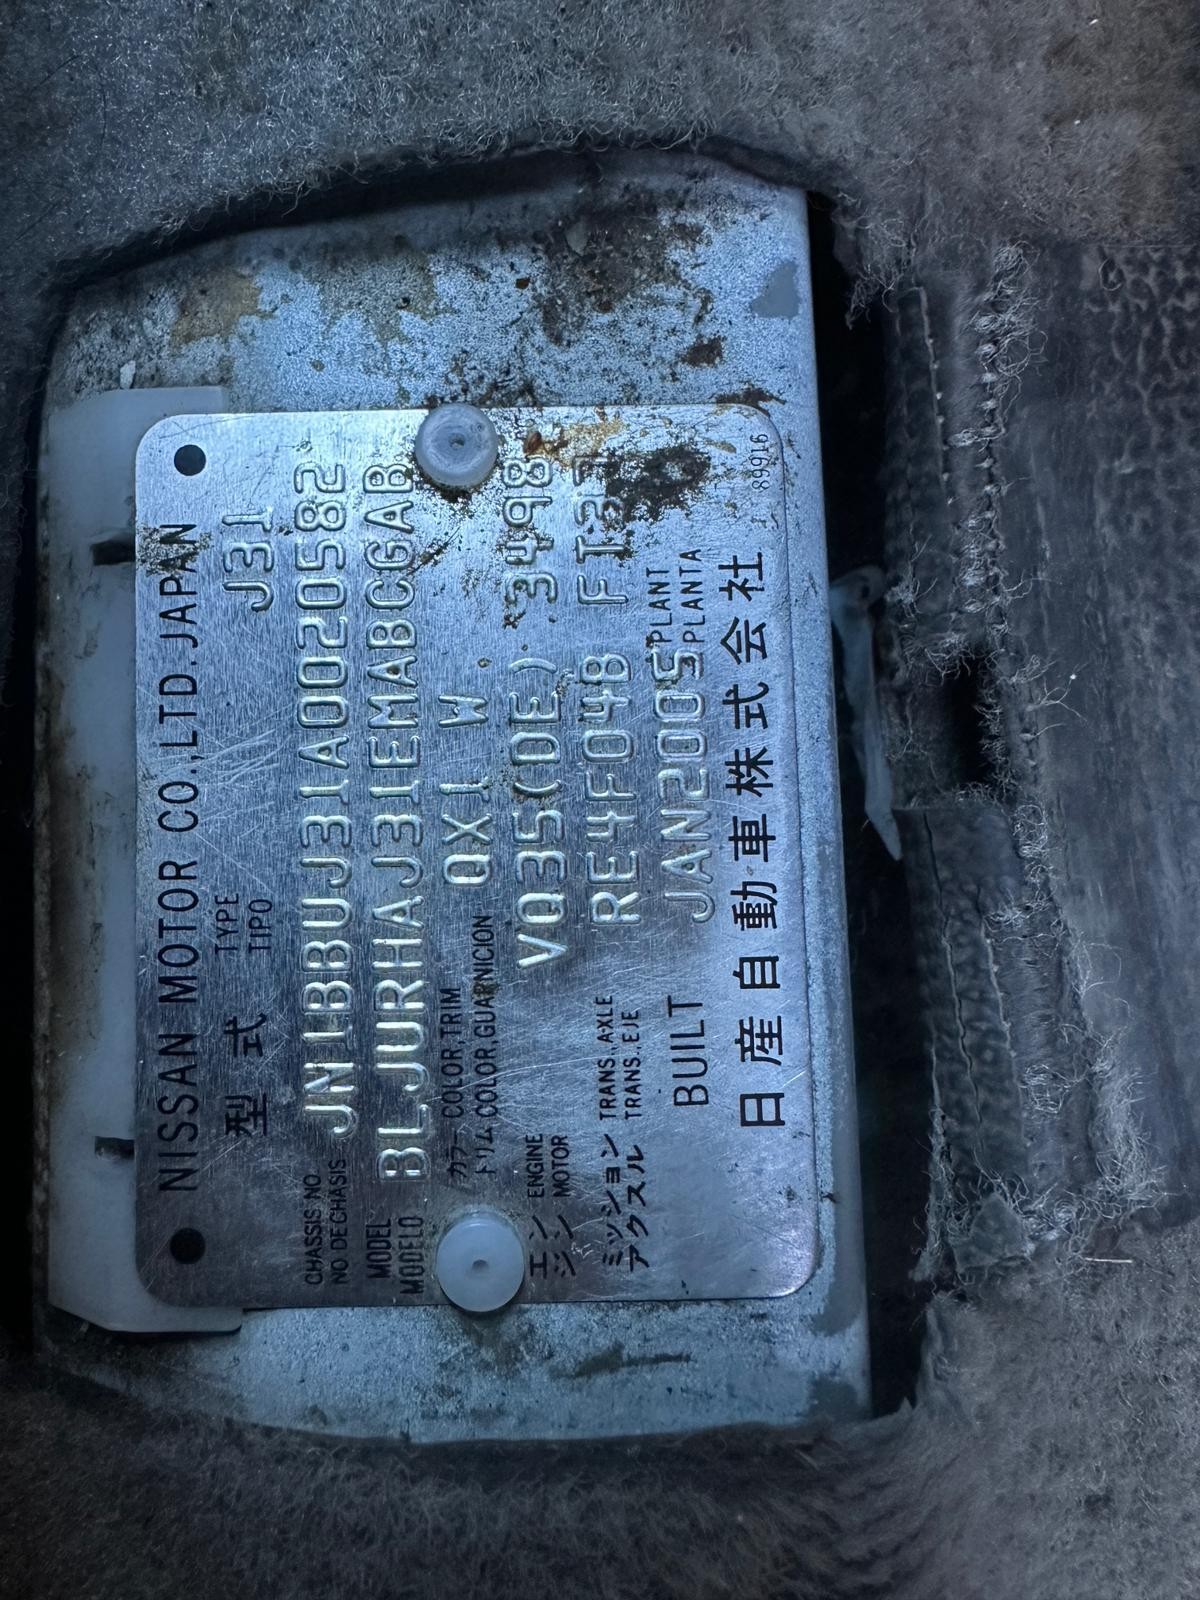 NISSAN MOTOR CO.,LTD. JAPAN
型式 TYPE TIPO J31
CHASSIS NO
NO DE CHASIS
JN1BBUJ31A0020582
MODEL
MODELO
BLJURHAJ31EMABCGAB
カラー COLOR,TRIM
トリム COLOR,GUARNICION
QX1 W
エンジン ENGINE MOTOR VQ35(DE) 3498
ミッション TRANS. AXLE
アクスル TRANS. EJE
RE4F04B
BUILT JAN2005 PLANT PLANTA
日産自動車株式会社
89916